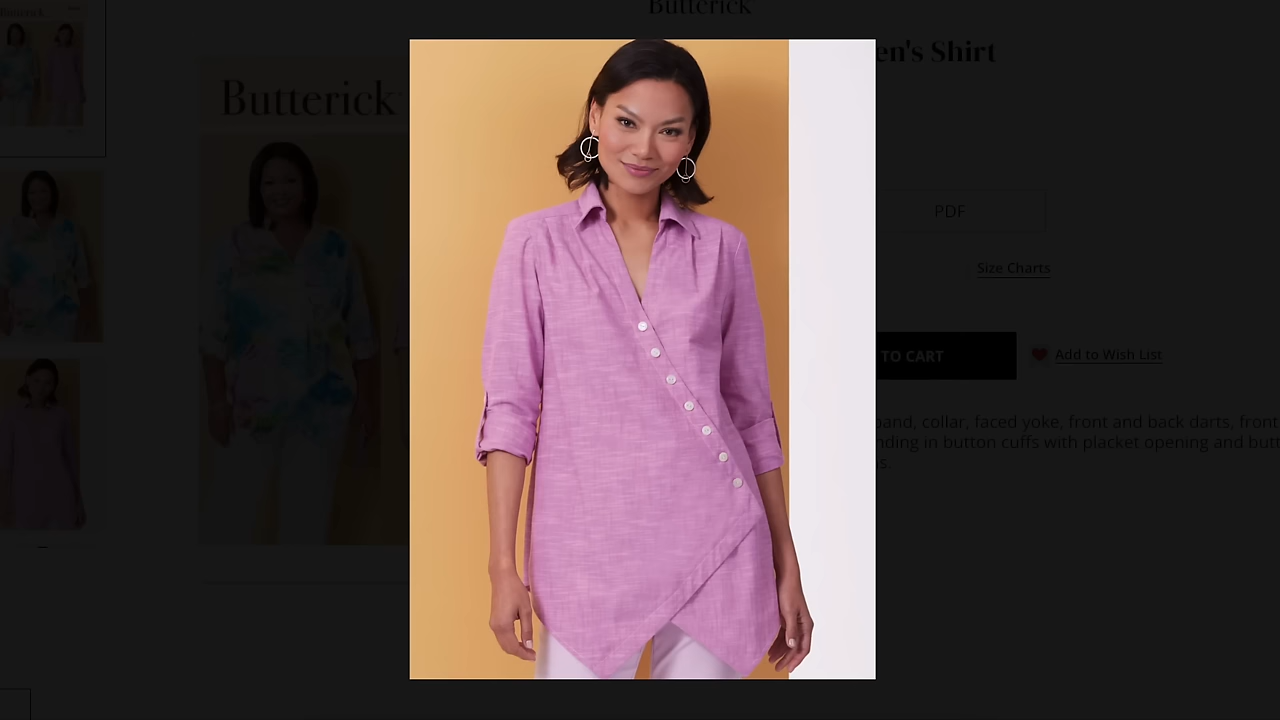 Butterick
en's Shirt
Butterick
PDF
Size Charts
TO CART
Add to Wish List
band, collar, faced yoke, front and back darts, front
nding in button cuffs with placket opening and butt